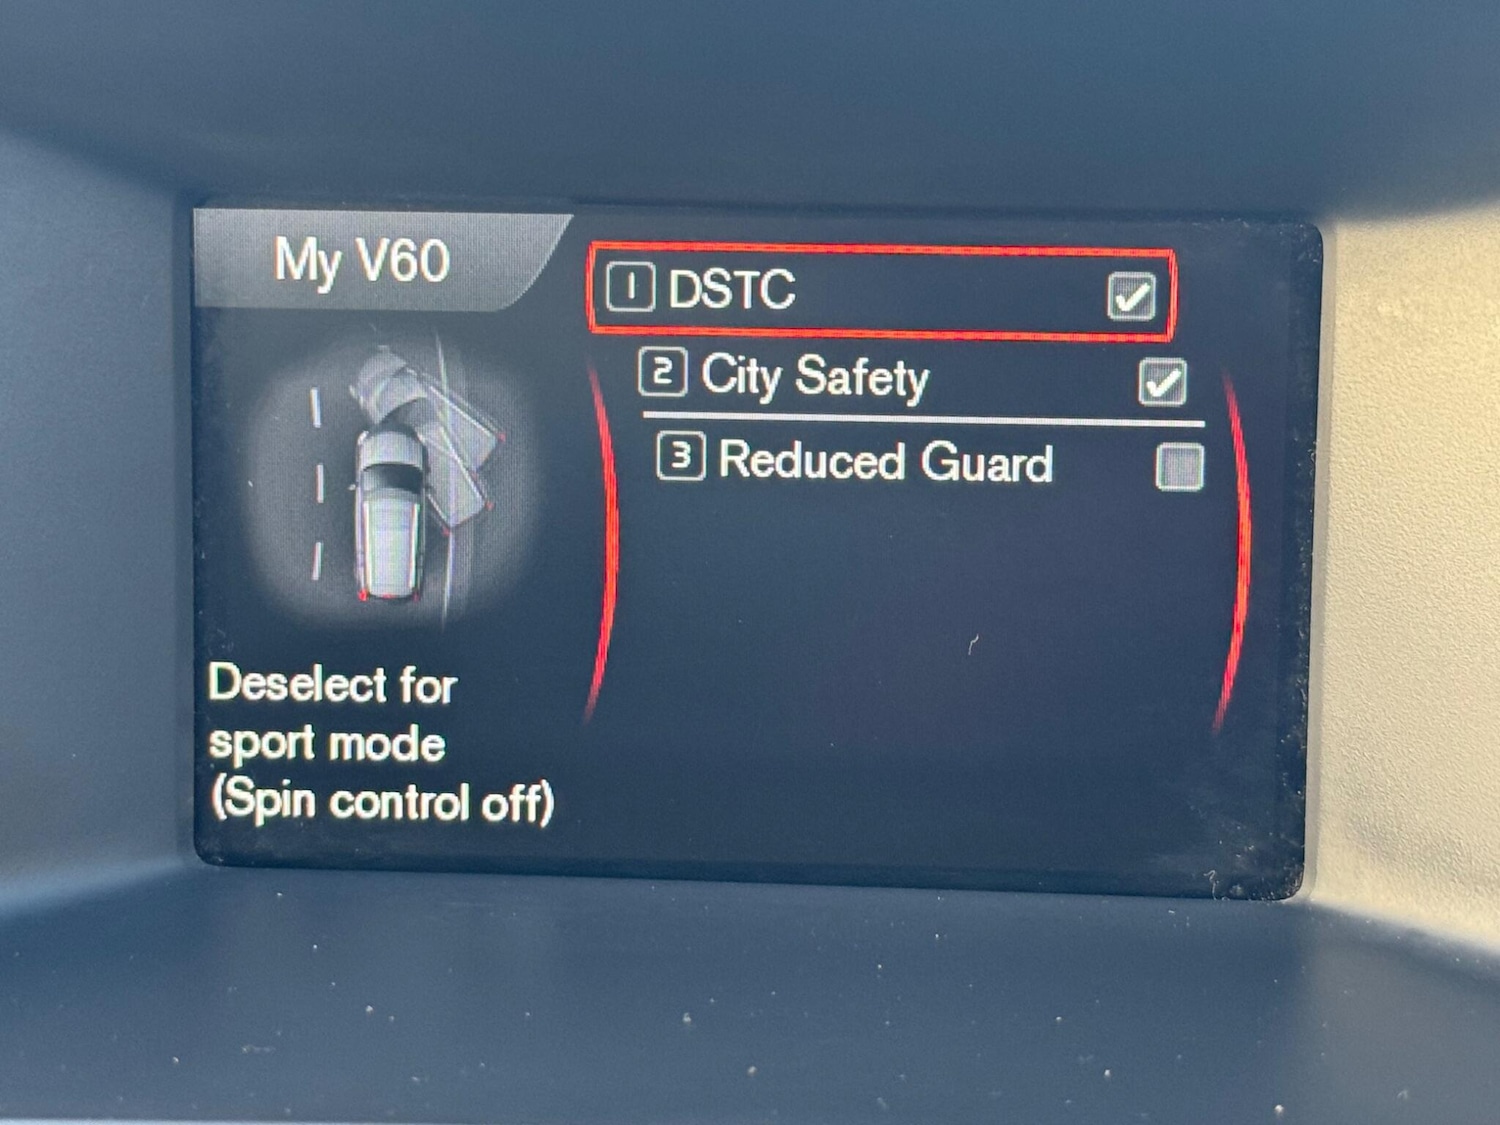 My V60
1 DSTC
2 City Safety
3 Reduced Guard
Deselect for
sport mode
(Spin control off)